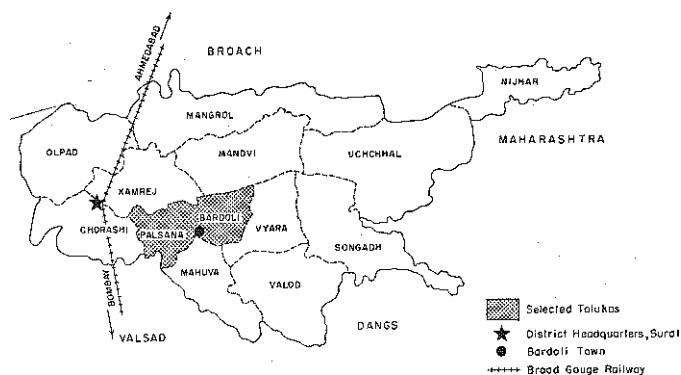 AHMEDABAD
BROACH
NIJHAR
MANGROL
MAHARASHTRA
OLPAD
MANDVI
UCHCHHAL
KAMREJ
CHORASHI
PALSANA
BARDOLI
VYARA
SONGADH
MAHUVA
VALOD
BOMBAY
VALSAD
DANGS
Selected Talukas
District Headquarters, Surat
Bardoli Town
Broad Gauge Railway